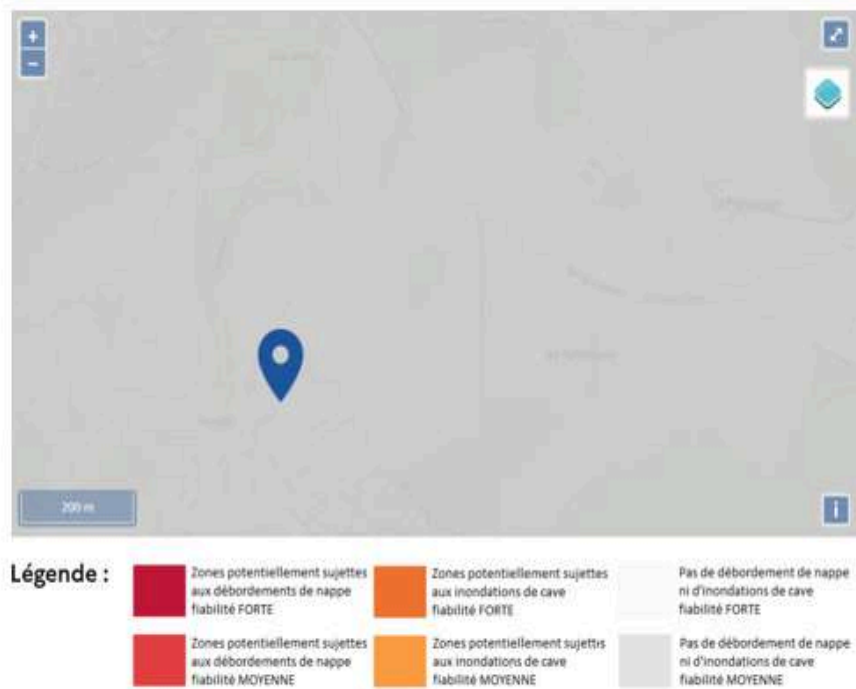 +
−
200 m
i
Légende :
Zones potentiellement sujettes
aux débordements de nappe
fiabilité FORTE
Zones potentiellement sujettes
aux inondations de cave
fiabilité FORTE
Pas de débordement de nappe
ni d'inondations de cave
fiabilité FORTE
Zones potentiellement sujettes
aux débordements de nappe
fiabilité MOYENNE
Zones potentiellement sujettis
aux inondations de cave
fiabilité MOYENNE
Pas de débordement de nappe
ni d'inondations de cave
fiabilité MOYENNE